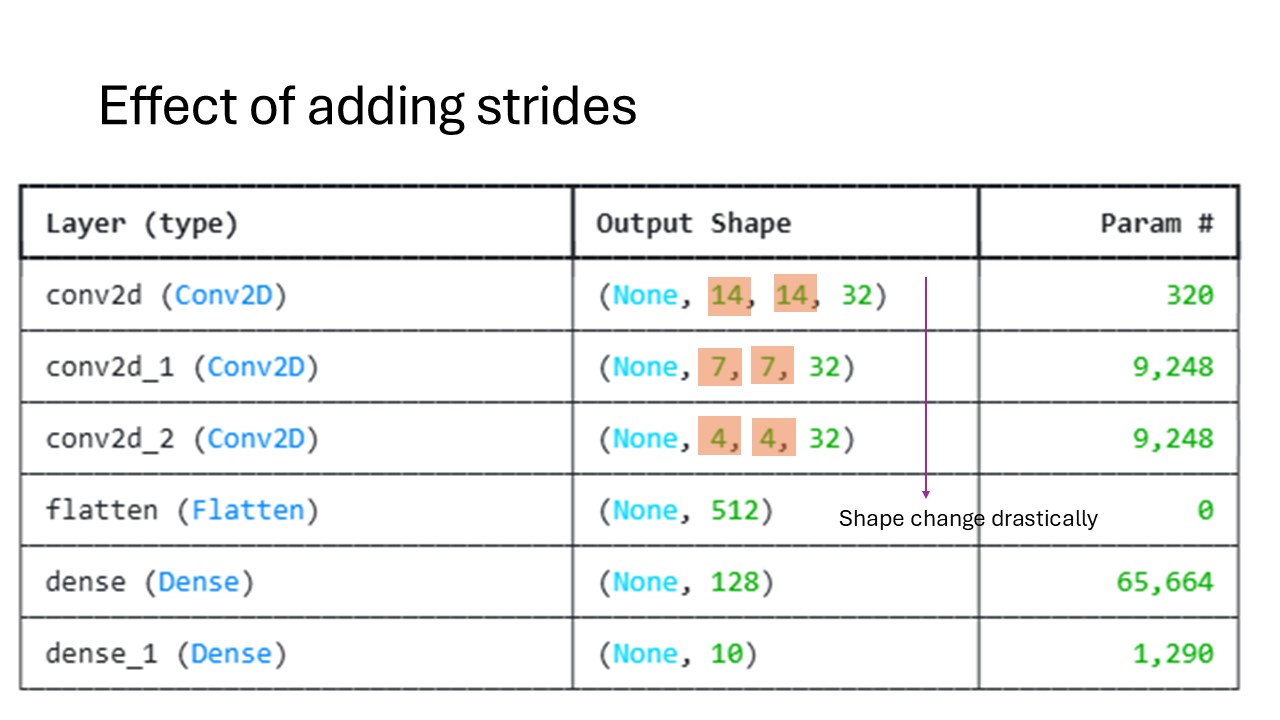 Effect of adding strides
Layer (type) Output Shape Param #
conv2d (Conv2D) (None, 14, 14, 32) 320
conv2d_1 (Conv2D) (None, 7, 7, 32) 9,248
conv2d_2 (Conv2D) (None, 4, 4, 32) 9,248
flatten (Flatten) (None, 512) 0
Shape change drastically
dense (Dense) (None, 128) 65,664
dense_1 (Dense) (None, 10) 1,290